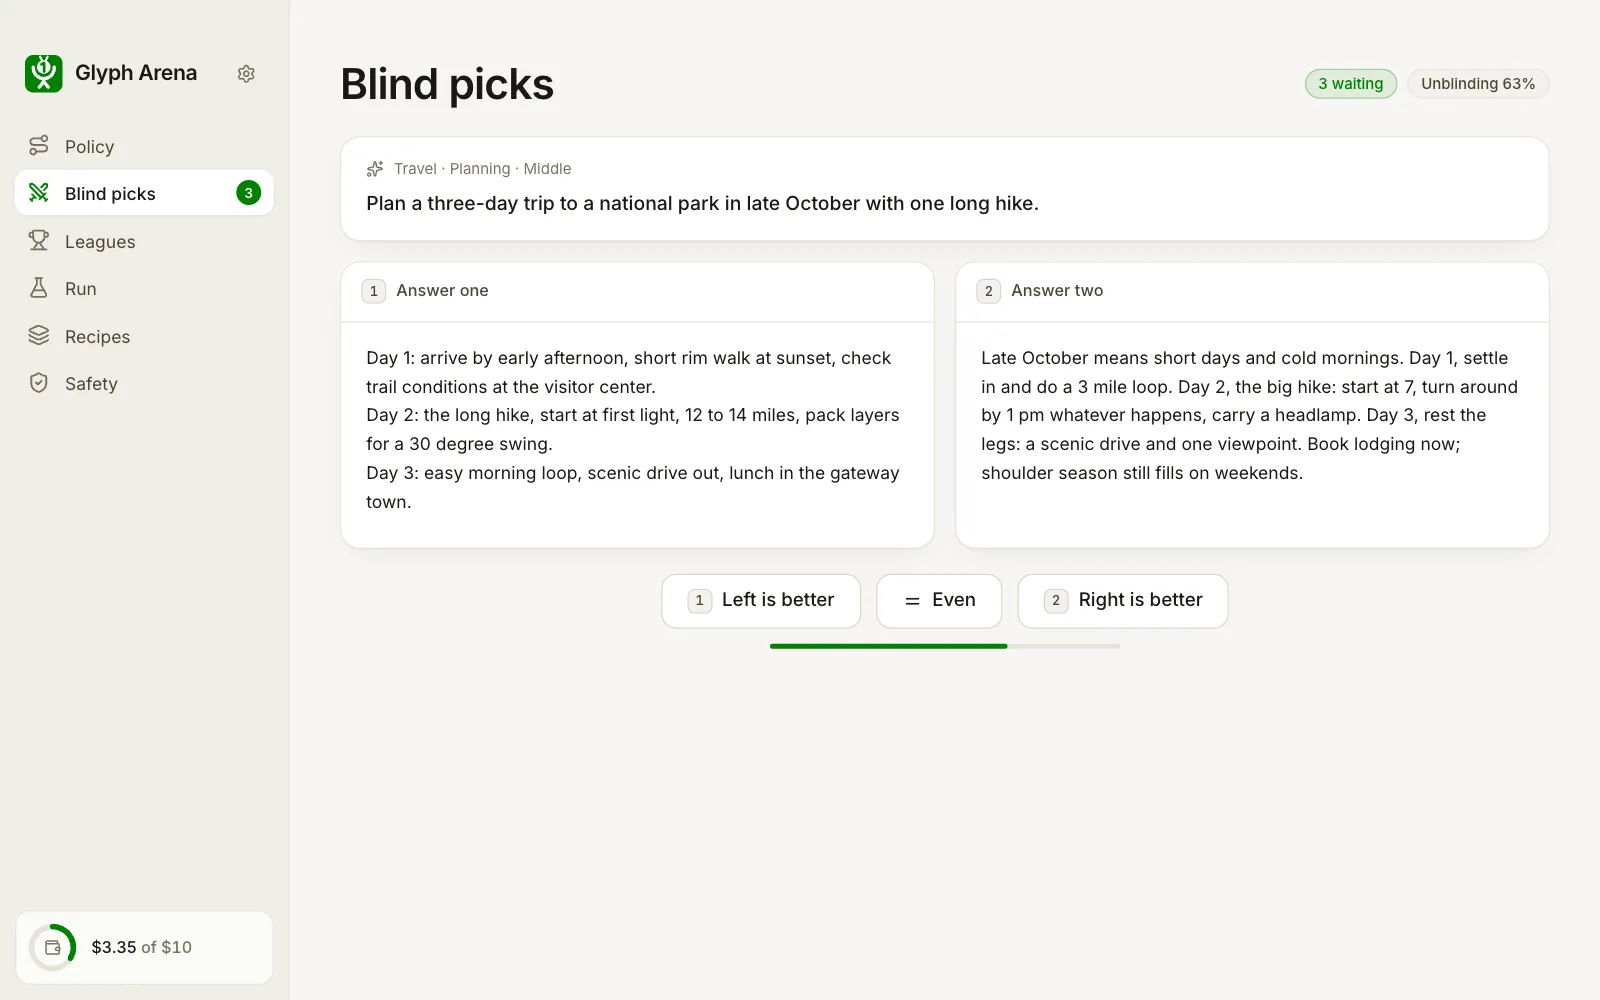 Glyph Arena
Policy
Blind picks
3
Leagues
Run
Recipes
Safety
$3.35 of $10
Blind picks
3 waiting
Unblinding 63%
Travel · Planning · Middle
Plan a three-day trip to a national park in late October with one long hike.
1 Answer one
Day 1: arrive by early afternoon, short rim walk at sunset, check
trail conditions at the visitor center.
Day 2: the long hike, start at first light, 12 to 14 miles, pack layers
for a 30 degree swing.
Day 3: easy morning loop, scenic drive out, lunch in the gateway
town.
2 Answer two
Late October means short days and cold mornings. Day 1, settle
in and do a 3 mile loop. Day 2, the big hike: start at 7, turn around
by 1 pm whatever happens, carry a headlamp. Day 3, rest the
legs: a scenic drive and one viewpoint. Book lodging now;
shoulder season still fills on weekends.
1 Left is better
= Even
2 Right is better